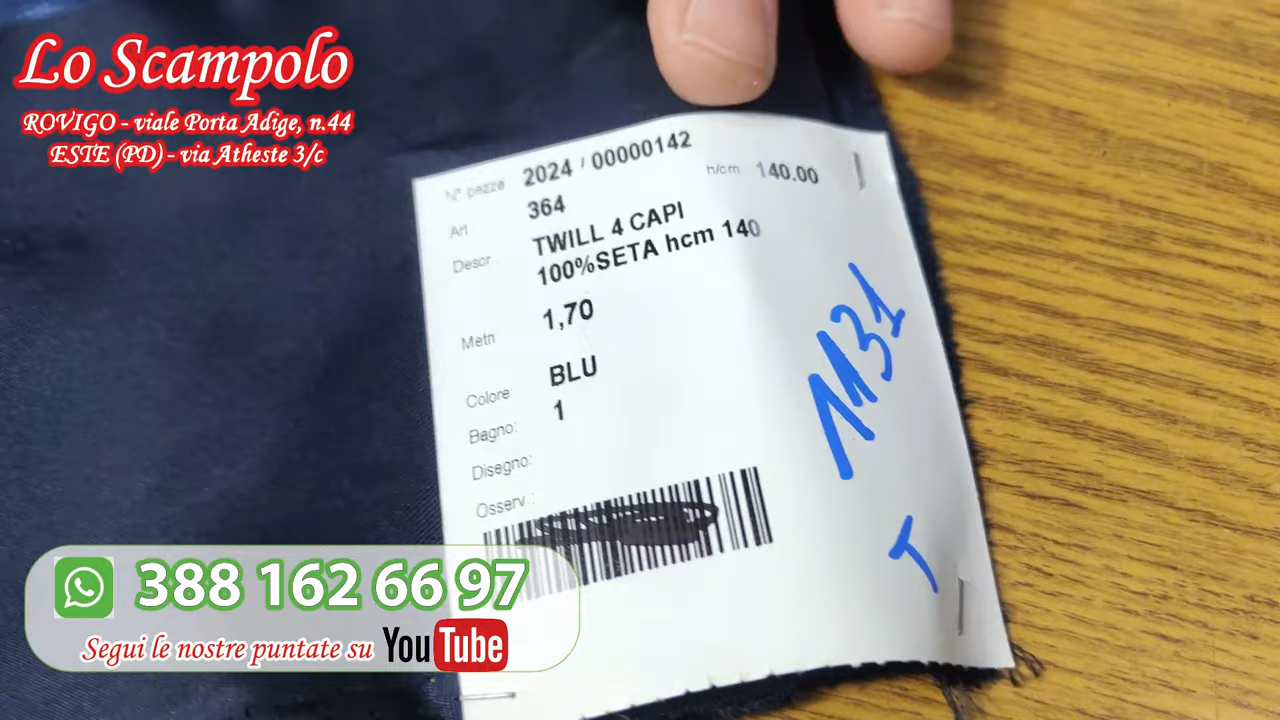 Lo Scampolo
ROVIGO - viale Porta Adige, n.44
ESTE (PD) - via Atheste 3/c
N° pezza 2024 / 00000142
h/cm 140.00
Art 364
Descr. TWILL 4 CAPI
100%SETA hcm 140
Metri 1,70
Colore BLU
Bagno: 1
Disegno:
Osserv.:
1131
T
388 162 66 97
Segui le nostre puntate su YouTube